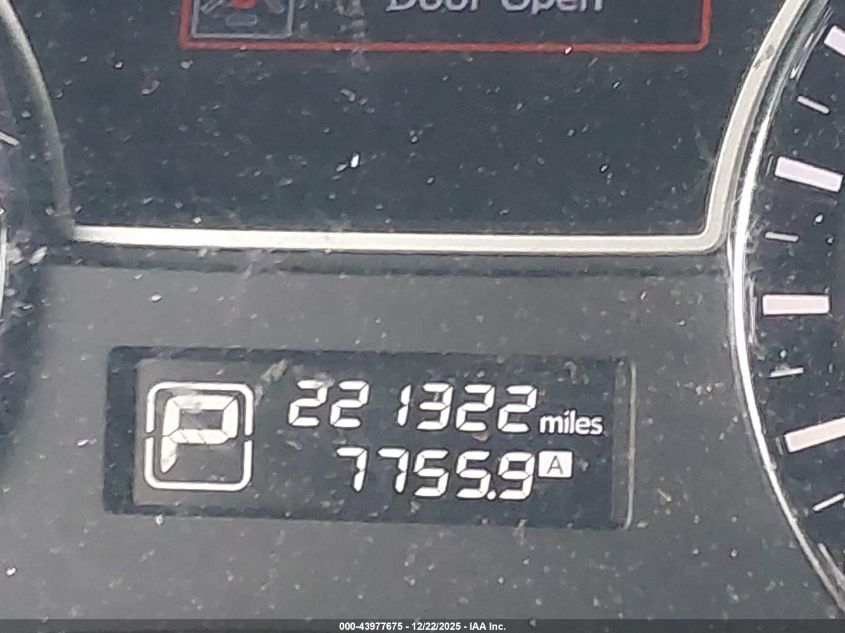 Door Open
P
221322 miles
7755.9 A
000-43977675 - 12/22/2025 - IAA Inc.